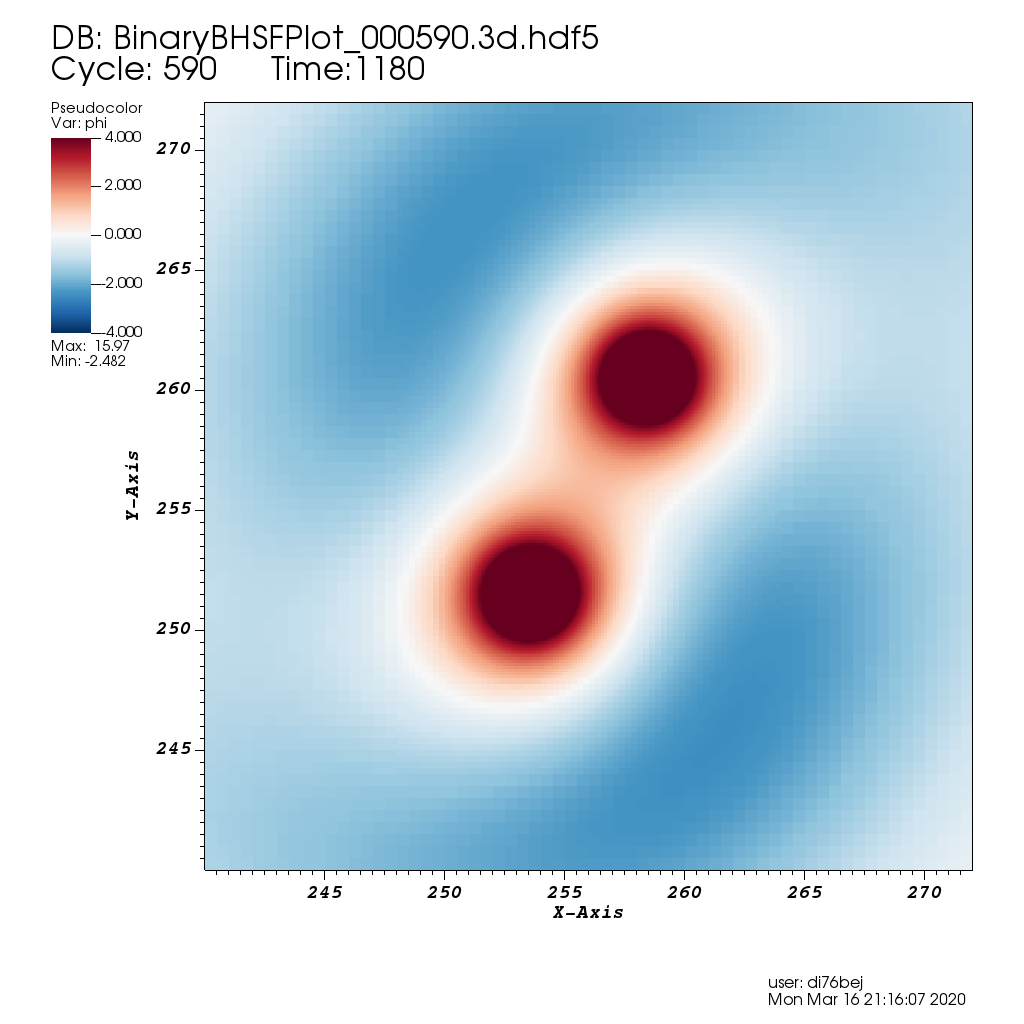 DB: BinaryBHSFPlot_000590.3d.hdf5
Cycle: 590 Time:1180
Pseudocolor
Var: phi
4.000
2.000
0.000
-2.000
-4.000
Max: 15.97
Min: -2.482
270
265
260
255
250
245
Y-Axis
245 250 255 260 265 270
X-Axis
user: di76bej
Mon Mar 16 21:16:07 2020